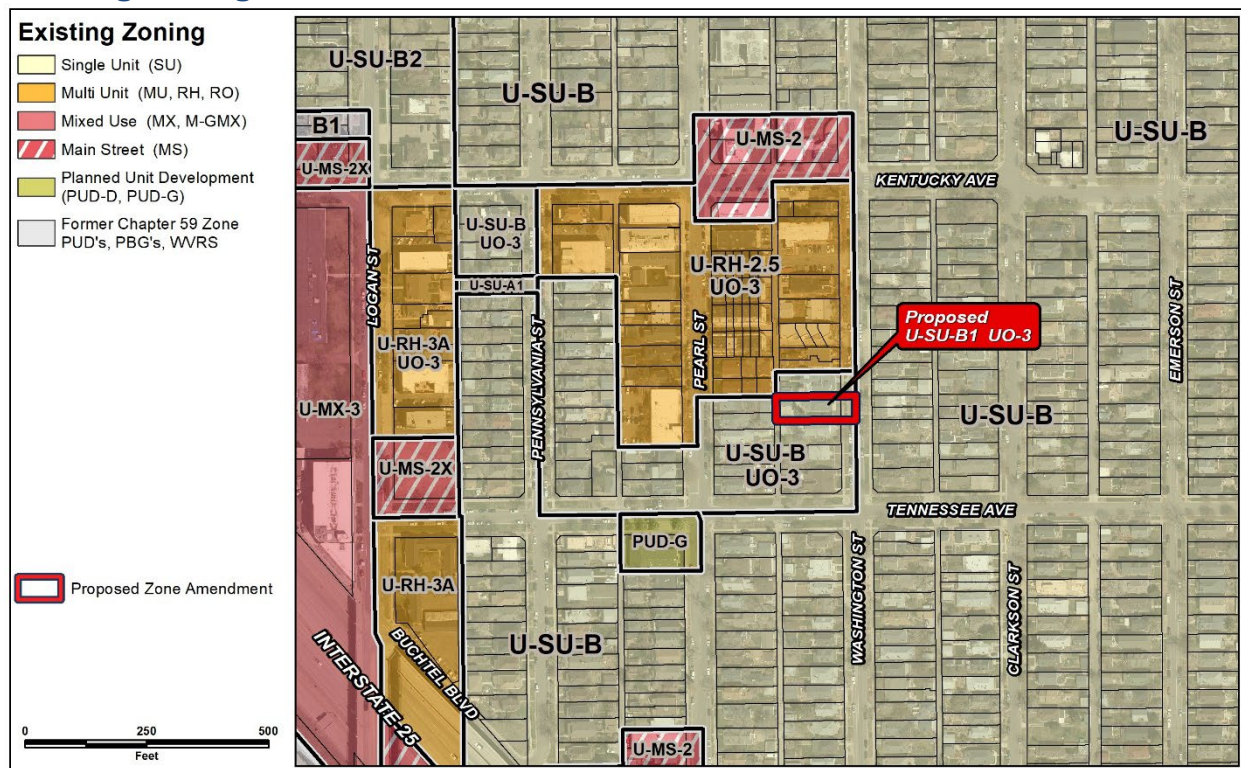 Existing Zoning
Single Unit (SU)
Multi Unit (MU, RH, RO)
Mixed Use (MX, M-GMX)
Main Street (MS)
Planned Unit Development
(PUD-D, PUD-G)
Former Chapter 59 Zone
PUD's, PBG's, WVRS
Proposed Zone Amendment
0 250 500
Feet
U-SU-B2
U-SU-B
B1
U-MS-2X
U-MS-2
U-SU-B
KENTUCKY AVE
LOGAN ST
U-SU-B
UO-3
U-SU-A1
PENNSYLVANIA ST
U-RH-2.5
UO-3
PEARL ST
Proposed
U-SU-B1 UO-3
EMERSON ST
U-RH-3A
UO-3
U-MX-3
U-SU-B
U-MS-2X
U-SU-B
UO-3
TENNESSEE AVE
PUD-G
U-RH-3A
WASHINGTON ST
CLARKSON ST
U-SU-B
BUCHTEL BLVD
INTERSTATE 25
U-MS-2